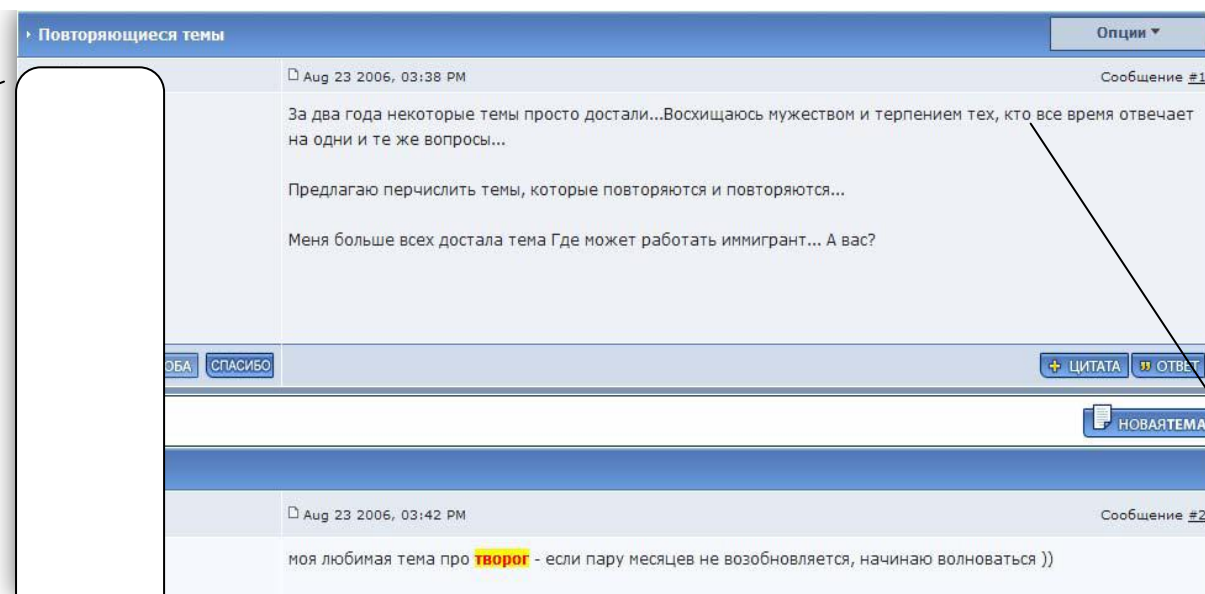 Повторяющиеся темы
Опции
Aug 23 2006, 03:38 PM
Сообщение #1
За два года некоторые темы просто достали...Восхищаюсь мужеством и терпением тех, кто все время отвечает
на одни и те же вопросы...
Предлагаю перчислить темы, которые повторяются и повторяются...
Меня больше всех достала тема Где может работать иммигрант... А вас?
ОБА СПАСИБО
ЦИТАТА ОТВЕТ
НОВАЯТЕМА
Aug 23 2006, 03:42 PM
Сообщение #2
моя любимая тема про творог - если пару месяцев не возобновляется, начинаю волноваться ))